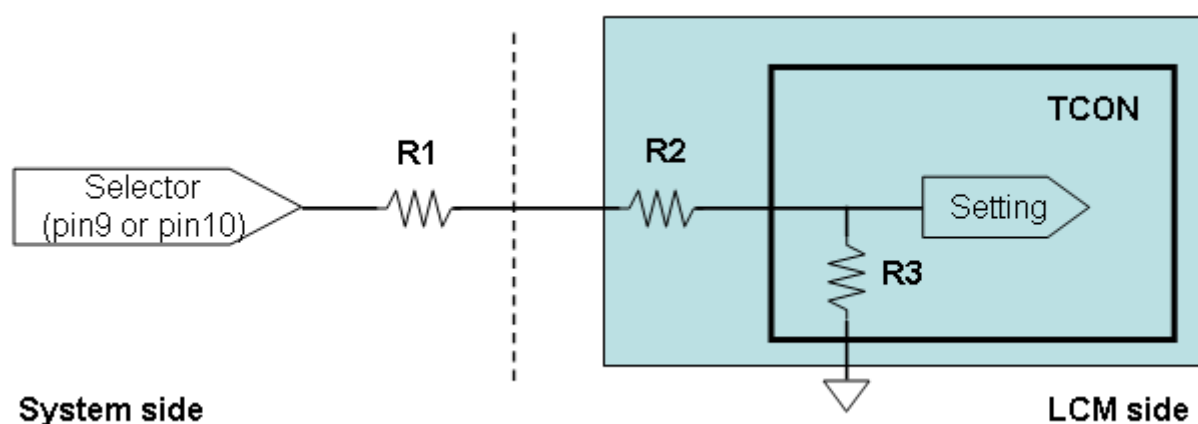 TCON
R1
R2
Selector
(pin9 or pin10)
Setting
R3
System side
LCM side